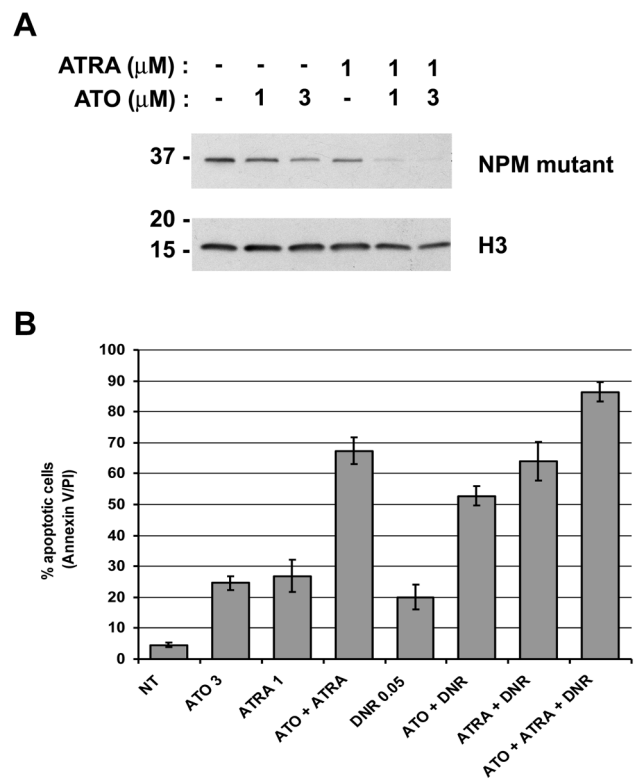 A
ATRA (μM) : - - - 1 1 1
ATO (μM) : - 1 3 - 1 3
37 -
NPM mutant
20 -
15 -
H3
B
100
90
80
70
60
50
40
30
20
10
0
% apoptotic cells
(Annexin V/PI)
NT
ATO 3
ATRA 1
ATO + ATRA
DNR 0.05
ATO + DNR
ATRA + DNR
ATO + ATRA + DNR